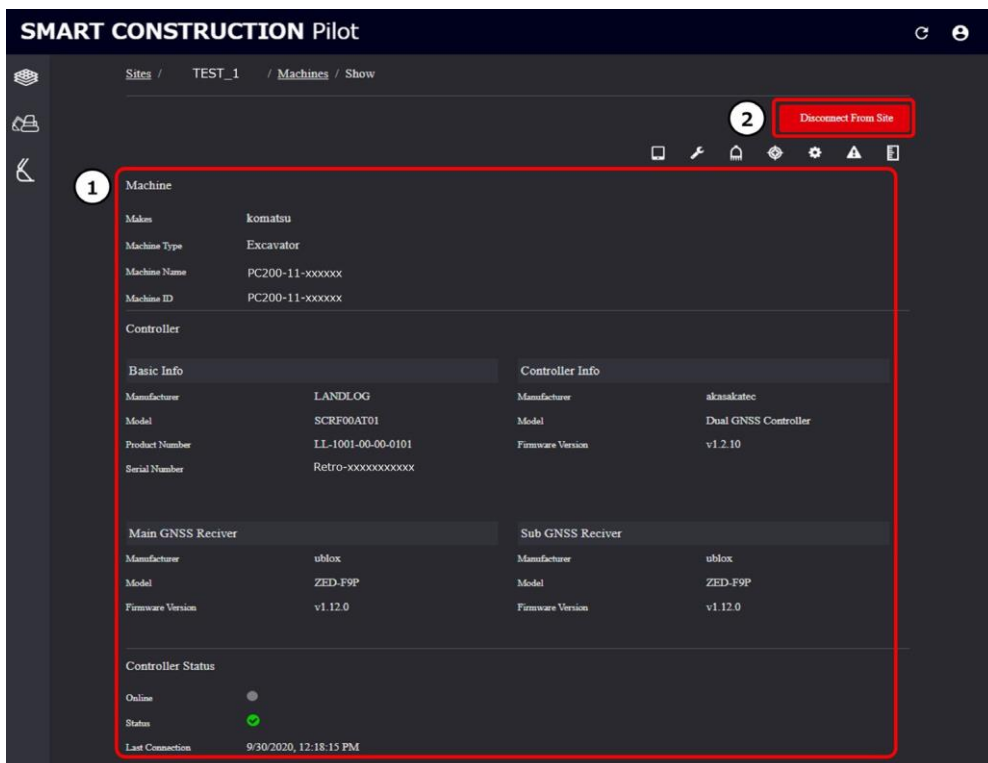 SMART CONSTRUCTION Pilot
Sites / TEST_1 / Machines / Show
2
Disconnect From Site
1
Machine
Makes komatsu
Machine Type Excavator
Machine Name PC200-11-xxxxxx
Machine ID PC200-11-xxxxxx
Controller
Basic Info Controller Info
Manufacturer LANDLOG Manufacturer akasakatec
Model SCRF00AT01 Model Dual GNSS Controller
Product Number LL-1001-00-00-0101 Firmware Version v1.2.10
Serial Number Retro-xxxxxxxxxxx
Main GNSS Reciver Sub GNSS Reciver
Manufacturer ublox Manufacturer ublox
Model ZED-F9P Model ZED-F9P
Firmware Version v1.12.0 Firmware Version v1.12.0
Controller Status
Online
Status
Last Connection 9/30/2020, 12:18:15 PM